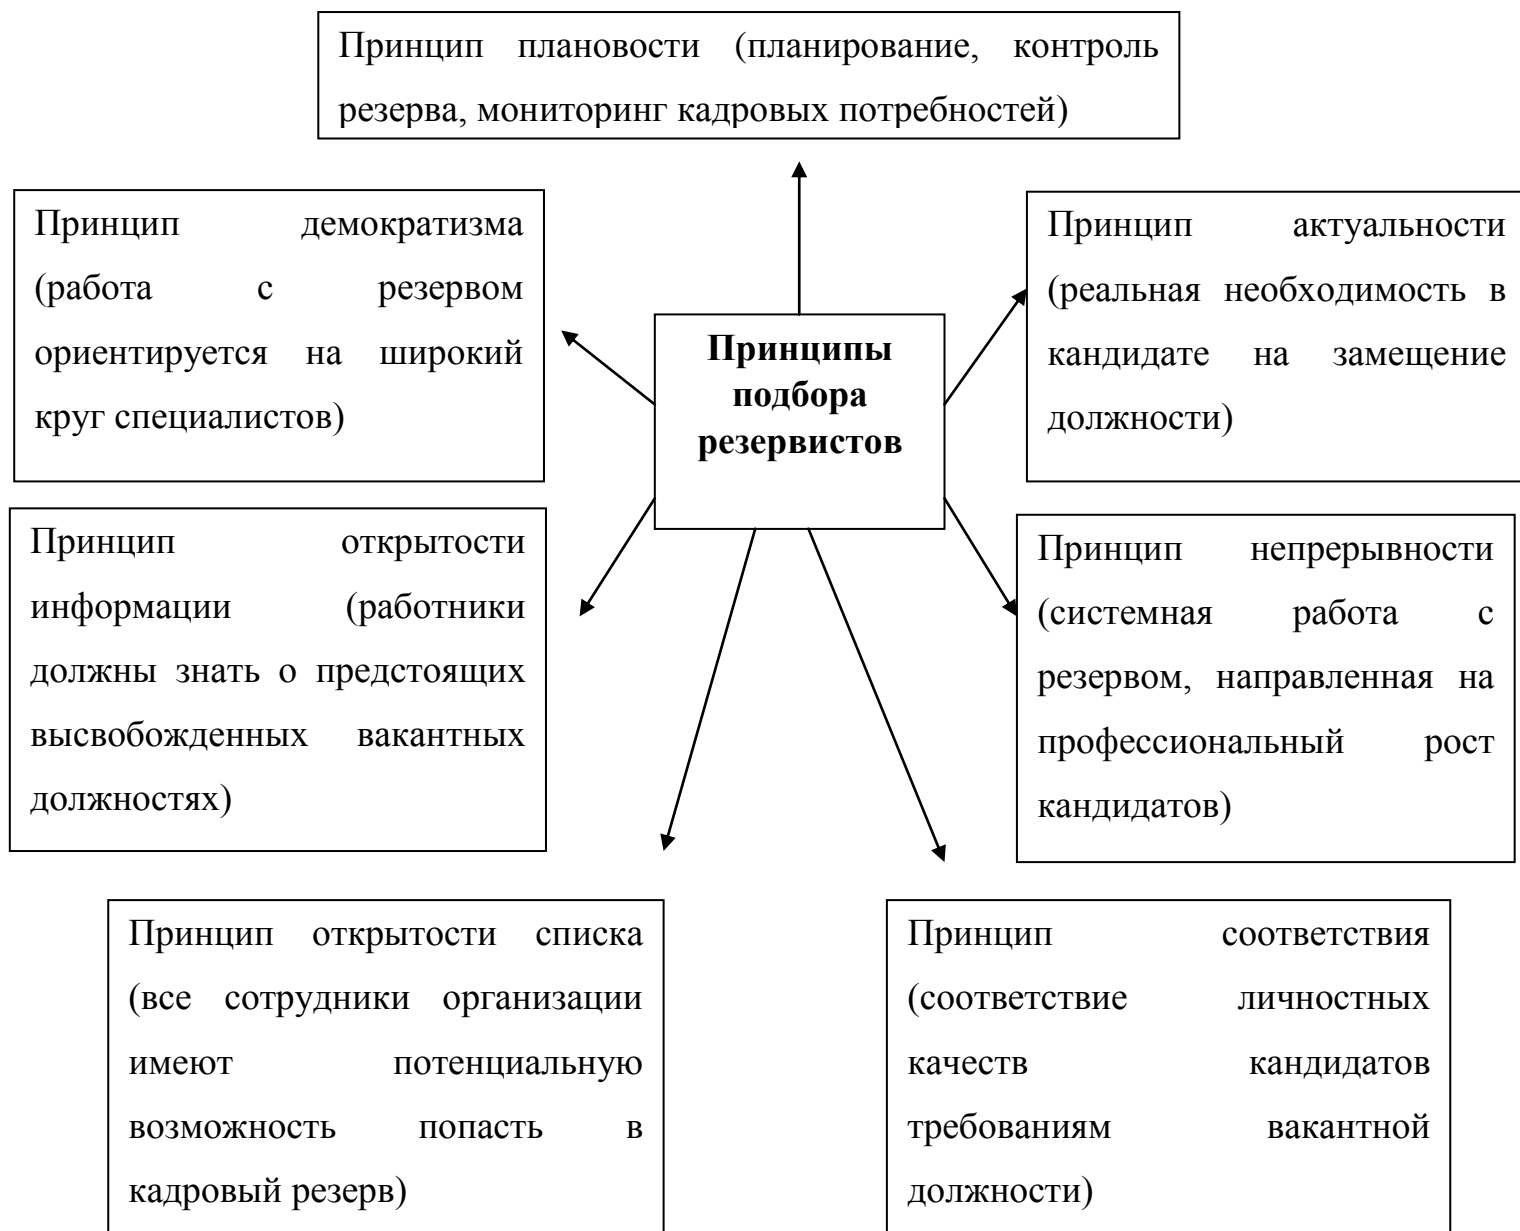 Принцип плановости (планирование, контроль
резерва, мониторинг кадровых потребностей)
Принцип демократизма
(работа с резервом
ориентируется на широкий
круг специалистов)
Принципы
подбора
резервистов
Принцип актуальности
(реальная необходимость в
кандидате на замещение
должности)
Принцип открытости
информации (работники
должны знать о предстоящих
высвобожденных вакантных
должностях)
Принцип непрерывности
(системная работа с
резервом, направленная на
профессиональный рост
кандидатов)
Принцип открытости списка
(все сотрудники организации
имеют потенциальную
возможность попасть в
кадровый резерв)
Принцип соответствия
(соответствие личностных
качеств кандидатов
требованиям вакантной
должности)